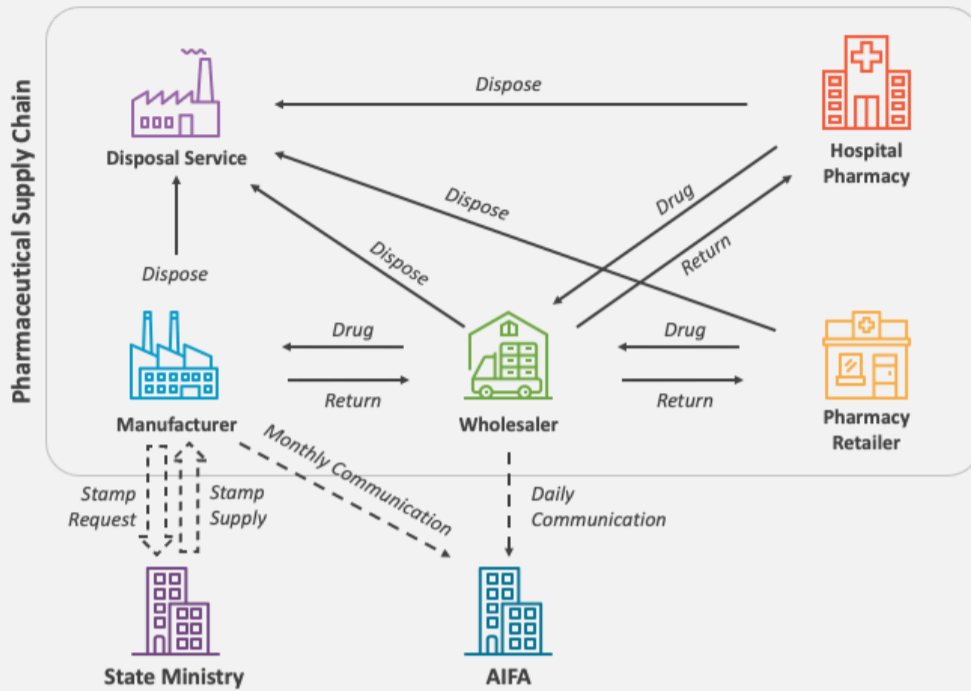 Pharmaceutical Supply Chain
Dispose
Disposal Service
Hospital
Pharmacy
Dispose
Drug
Return
Dispose
Dispose
Drug
Drug
Return
Return
Manufacturer
Wholesaler
Pharmacy
Retailer
Monthly Communication
Stamp
Request
Stamp
Supply
Daily
Communication
State Ministry
AIFA